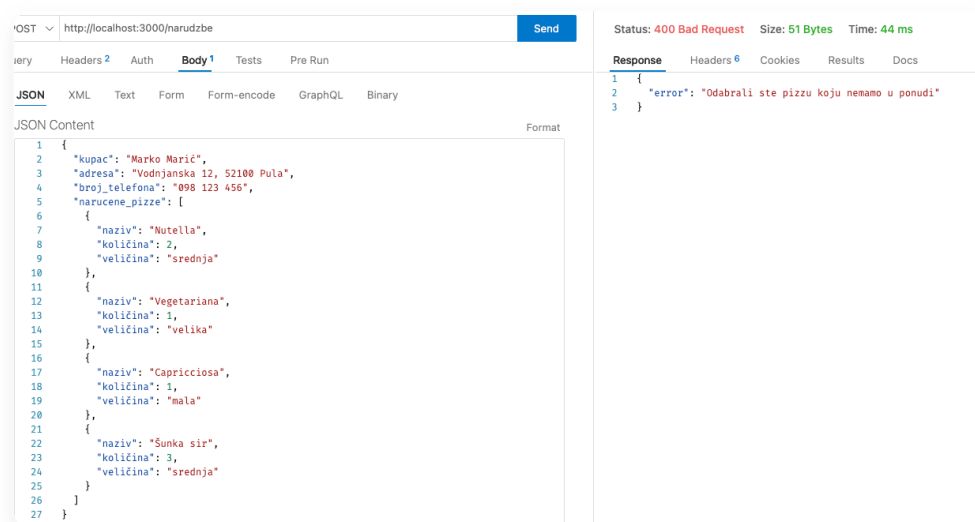 POST http://localhost:3000/narudzbe Send
Headers 2 Auth Body 1 Tests Pre Run
JSON XML Text Form Form-encode GraphQL Binary
JSON Content Format
1 {
2 "kupac": "Marko Marić",
3 "adresa": "Vodnjanska 12, 52100 Pula",
4 "broj_telefona": "098 123 456",
5 "narucene_pizze": [
6 {
7 "naziv": "Nutella",
8 "količina": 2,
9 "veličina": "srednja"
10 },
11 {
12 "naziv": "Vegetariana",
13 "količina": 1,
14 "veličina": "velika"
15 },
16 {
17 "naziv": "Capricciosa",
18 "količina": 1,
19 "veličina": "mala"
20 },
21 {
22 "naziv": "Šunka sir",
23 "količina": 3,
24 "veličina": "srednja"
25 }
26 ]
27 }
Status: 400 Bad Request Size: 51 Bytes Time: 44 ms
Response Headers 6 Cookies Results Docs
1 {
2 "error": "Odabrali ste pizzu koju nemamo u ponudi"
3 }